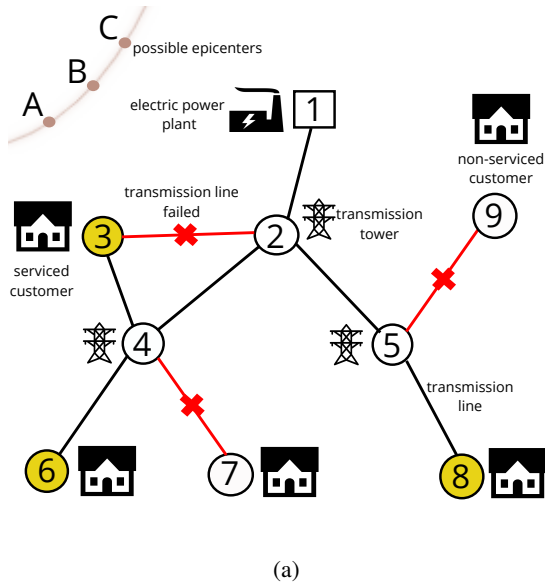 C
possible epicenters
B
A
electric power
plant
1
non-serviced
customer
transmission line
failed
3
2
transmission
tower
9
serviced
customer
4
5
transmission
line
6
7
8
(a)